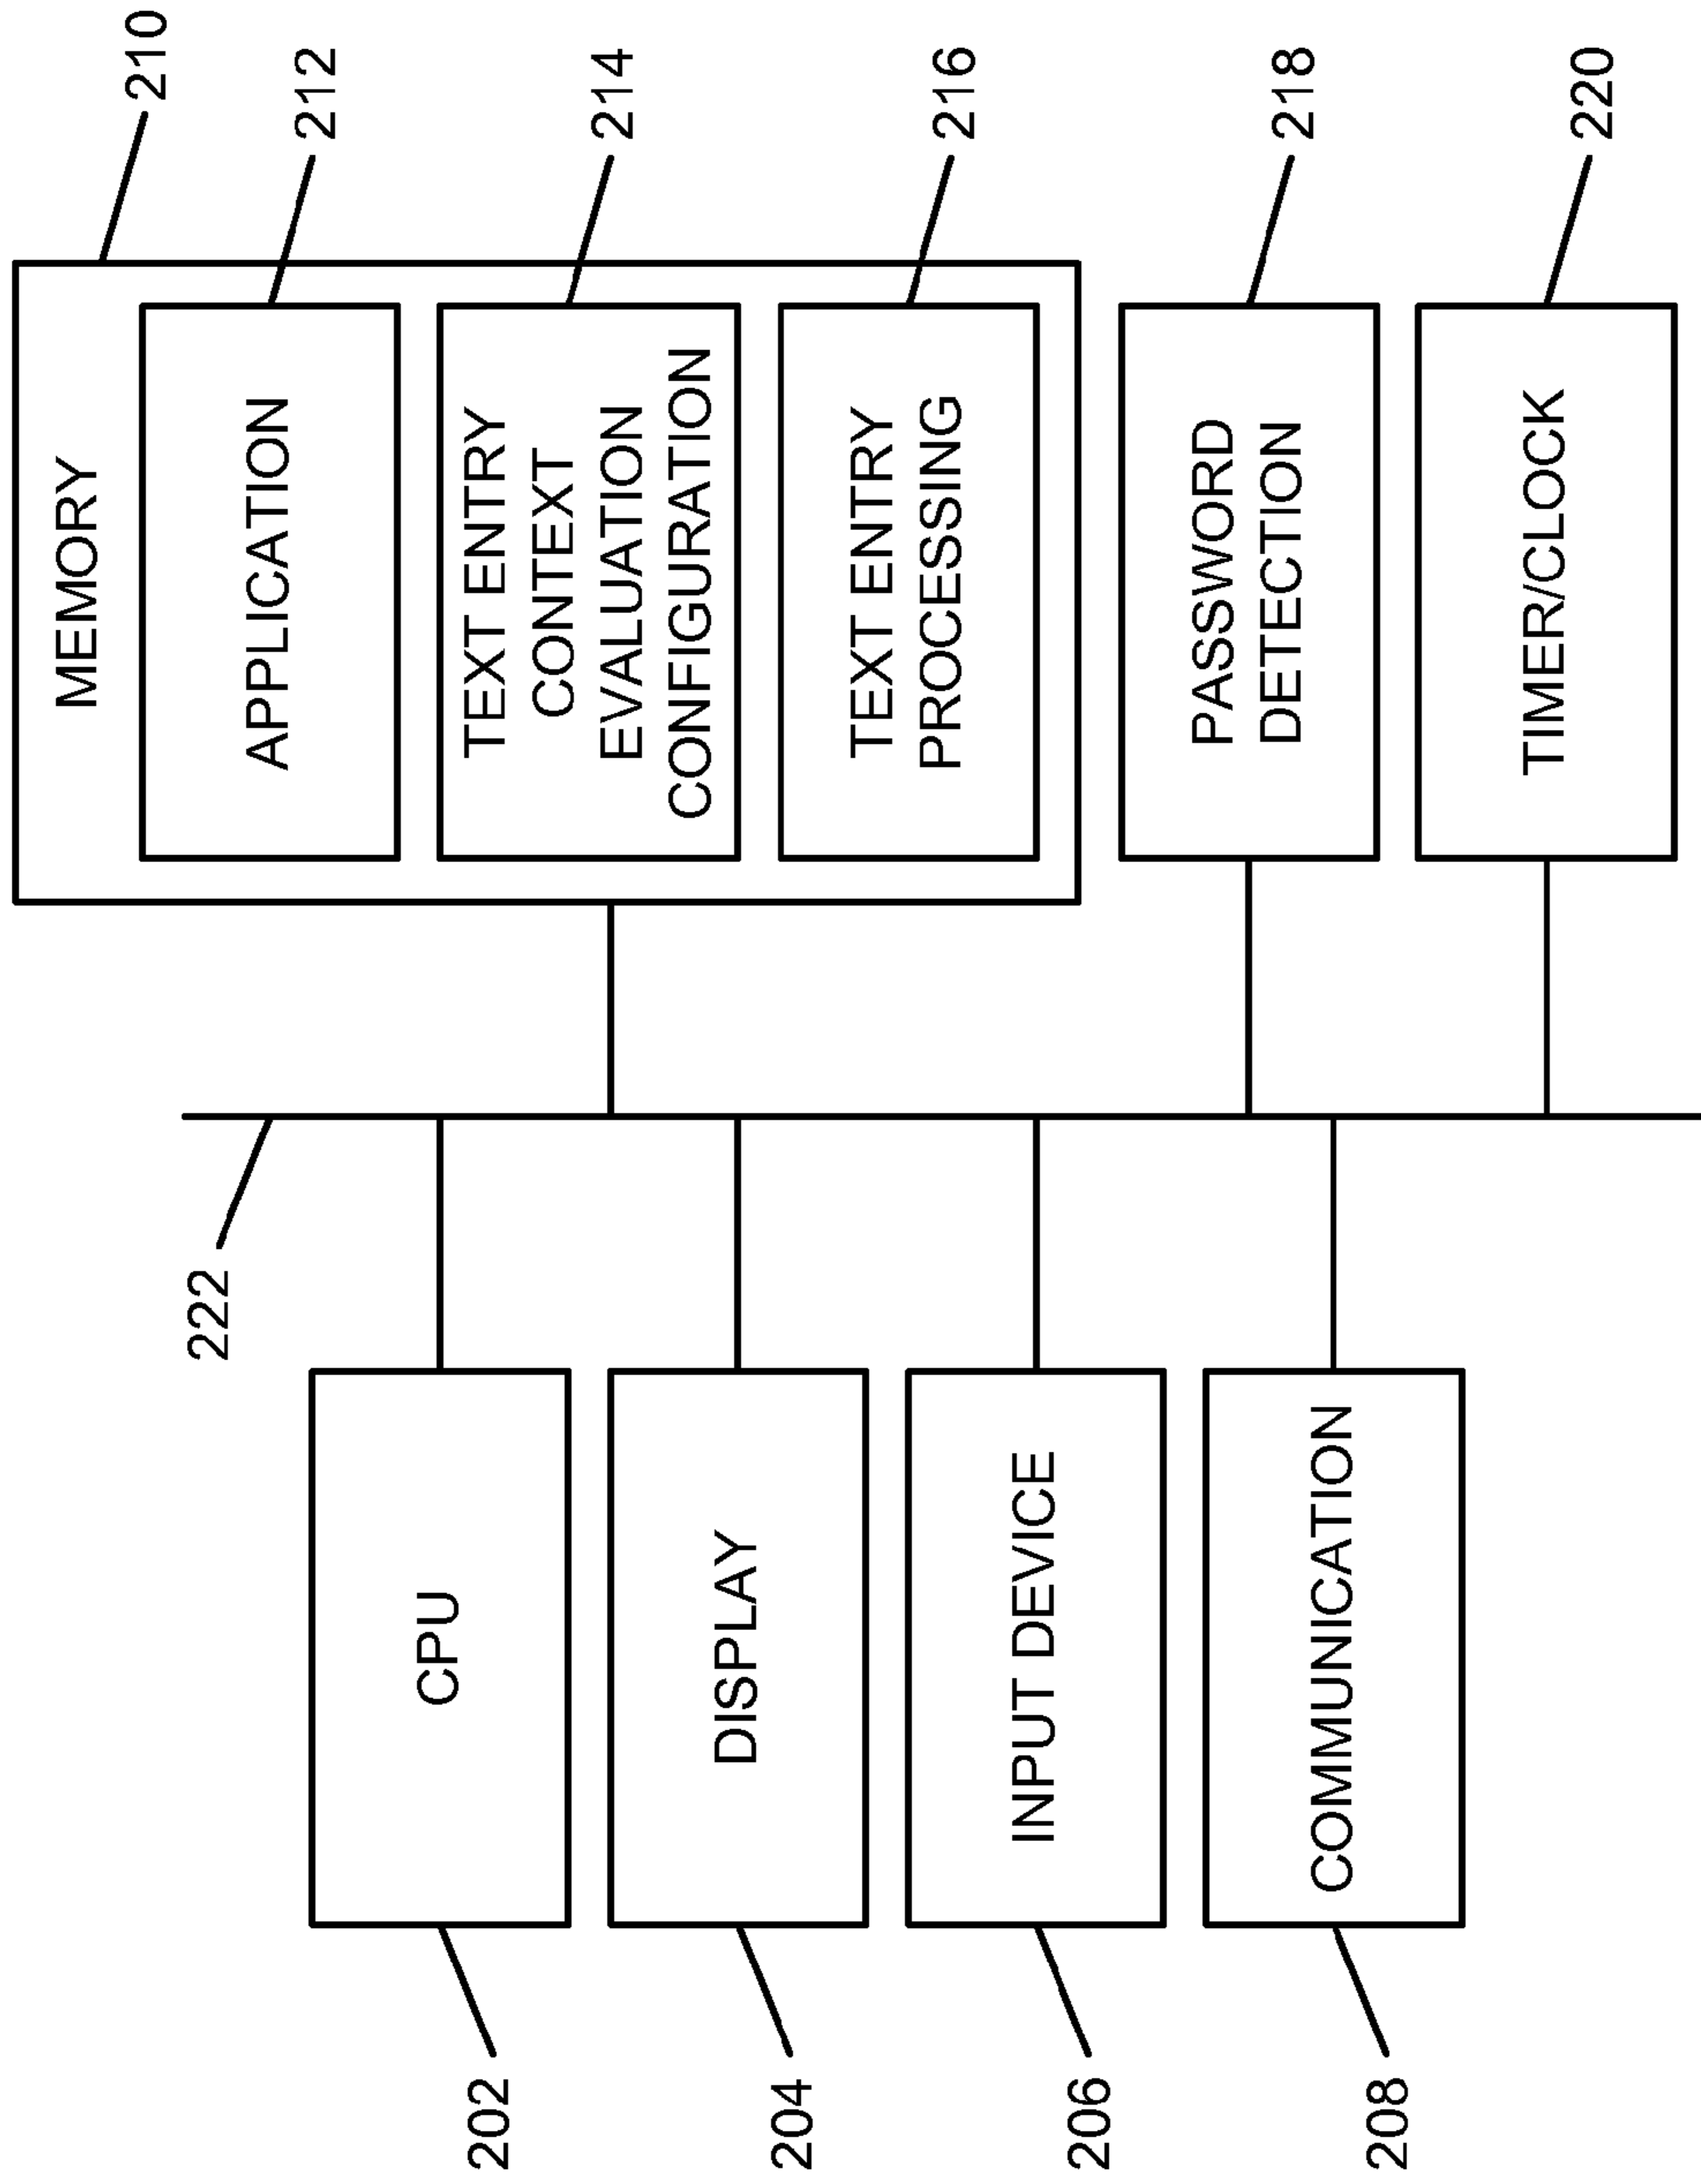 202
CPU
204
DISPLAY
206
INPUT DEVICE
208
COMMUNICATION
222
MEMORY
210
APPLICATION
212
TEXT ENTRY
CONTEXT
EVALUATION
CONFIGURATION
214
TEXT ENTRY
PROCESSING
216
PASSWORD
DETECTION
218
TIMER/CLOCK
220